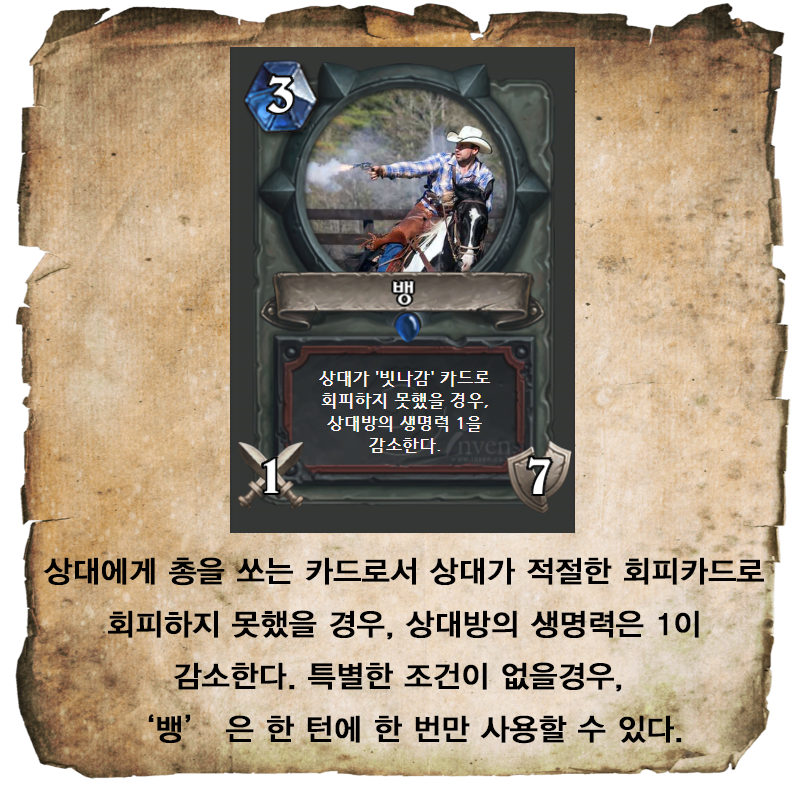 3
뱅
상대가 '빗나감' 카드로
회피하지 못했을 경우,
상대방의 생명력 1을
감소한다.
Inven
1
7
상대에게 총을 쏘는 카드로서 상대가 적절한 회피카드로
회피하지 못했을 경우, 상대방의 생명력은 1이
감소한다. 특별한 조건이 없을경우,
‘뱅’ 은 한 턴에 한 번만 사용할 수 있다.